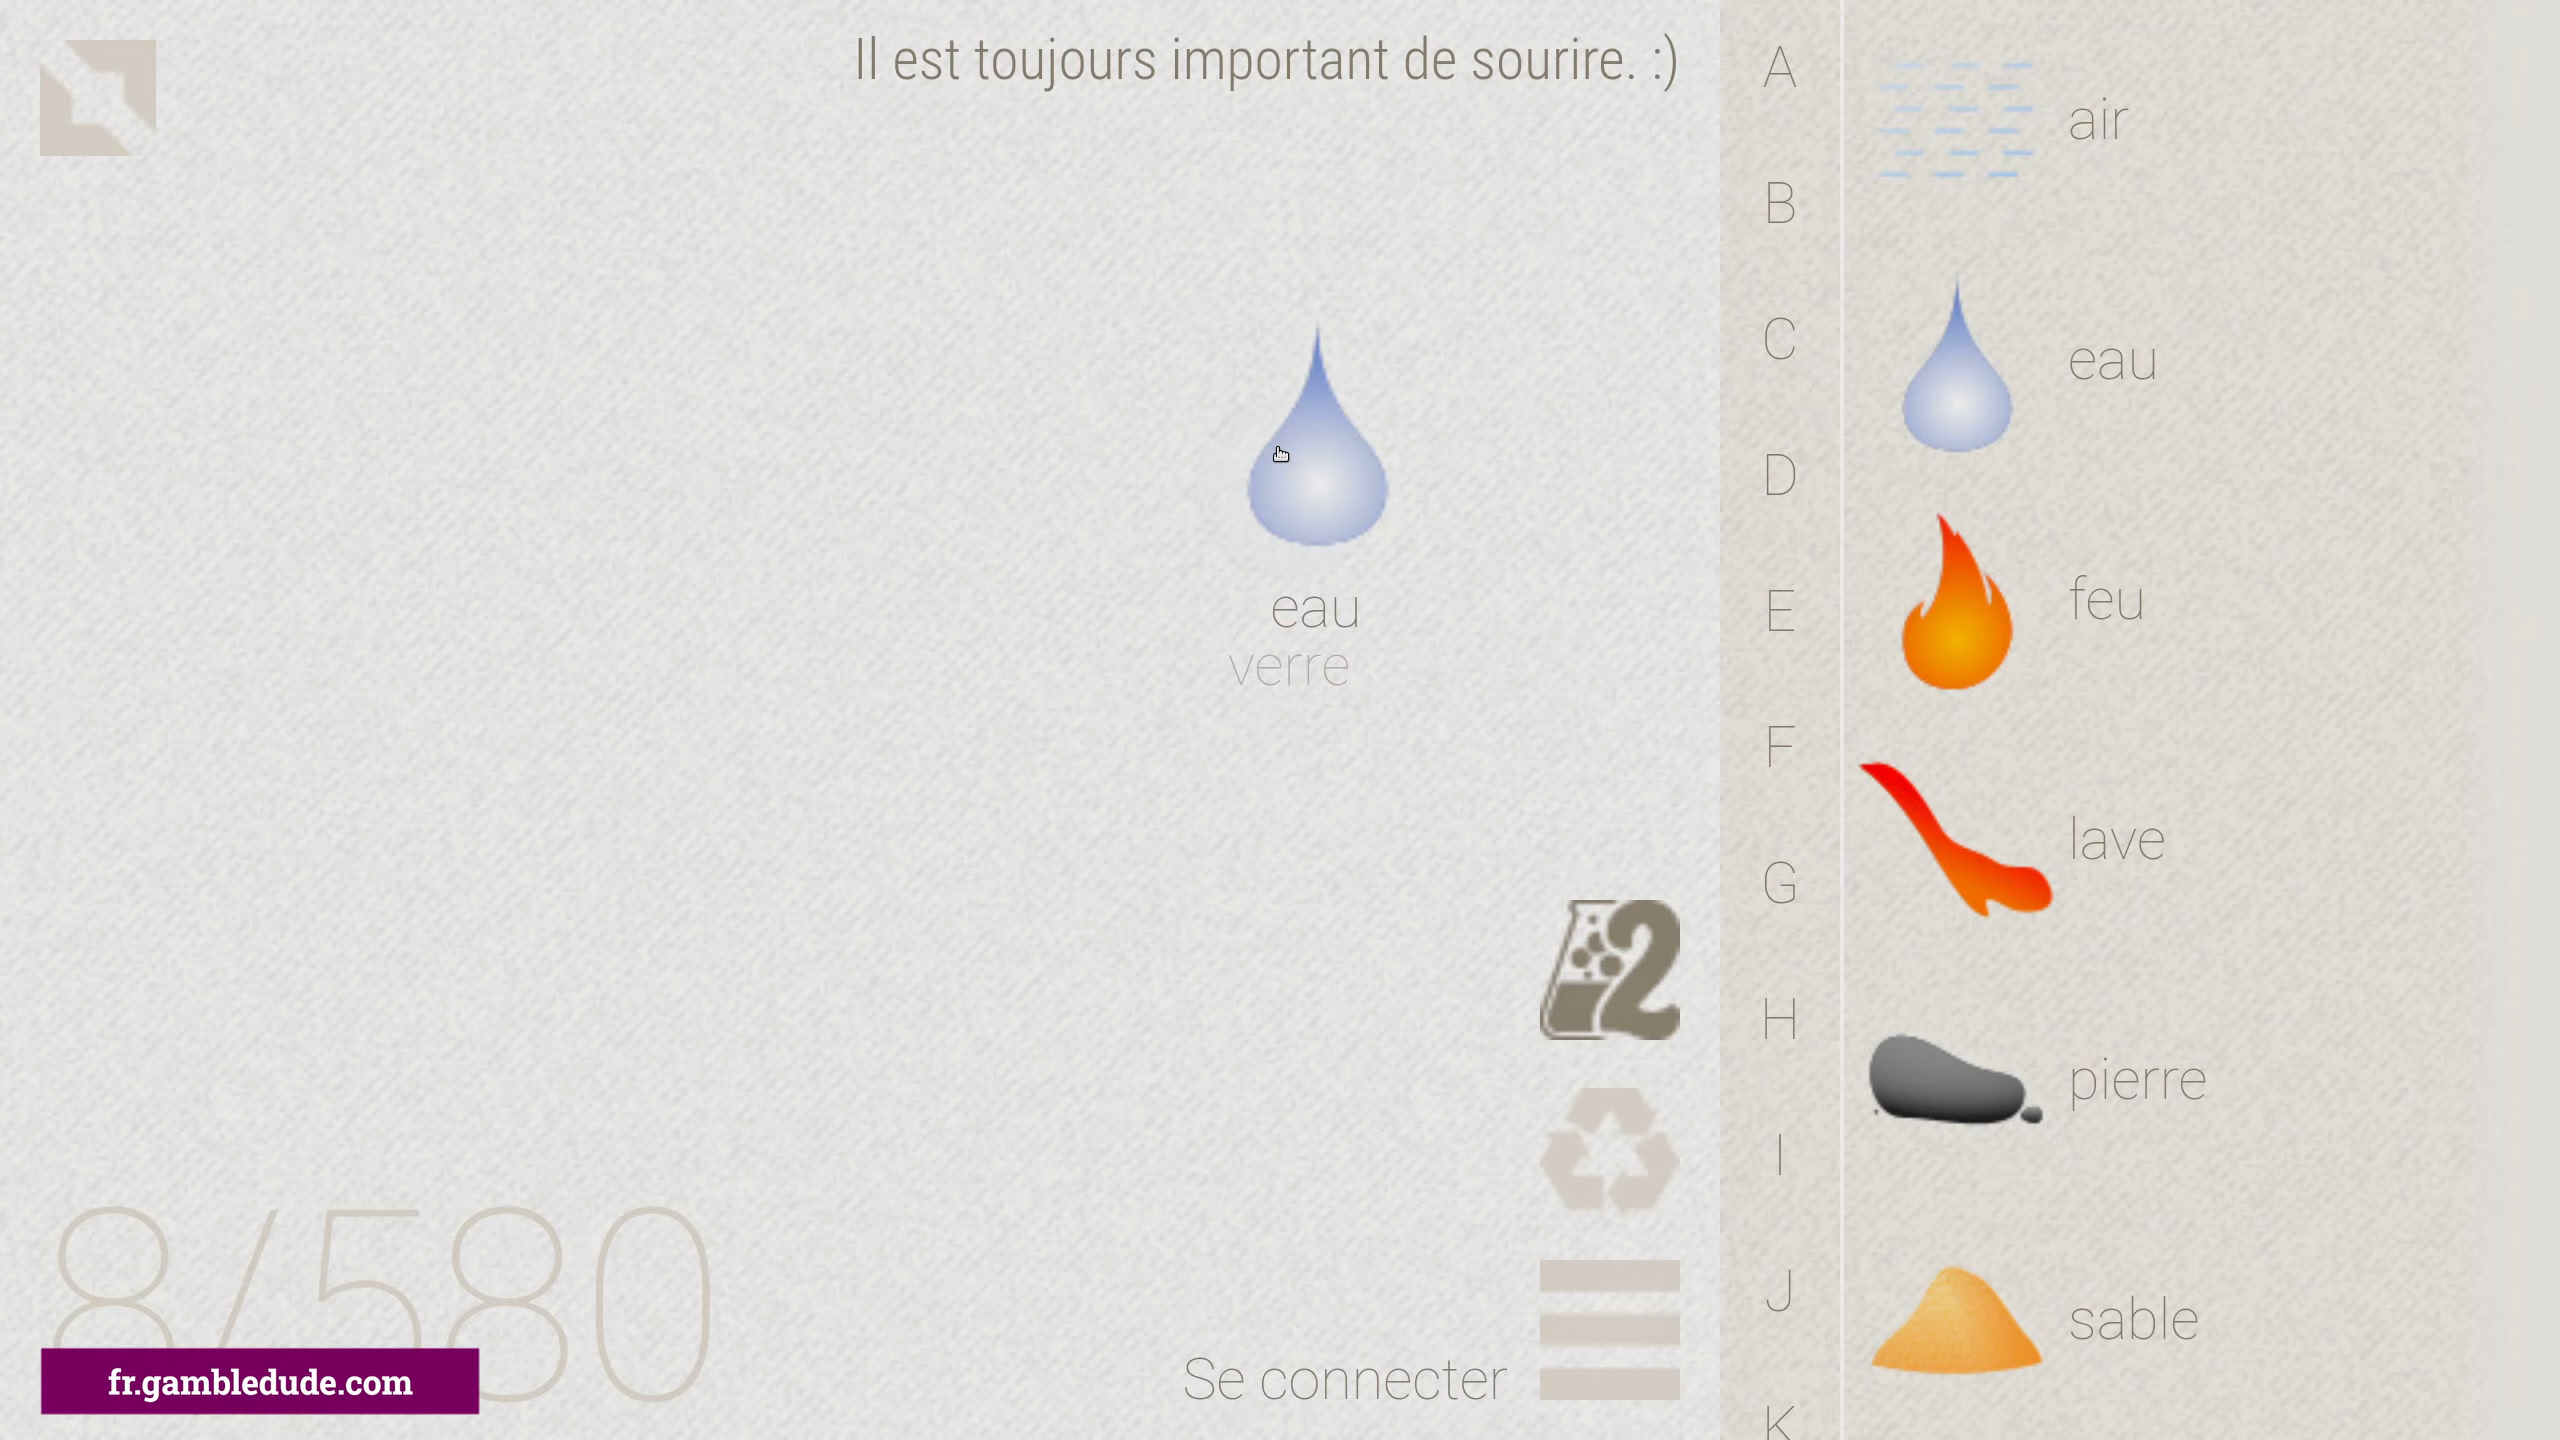 Il est toujours important de sourire. :)
A
B
C
D
E
F
G
H
I
J
K
air
eau
feu
lave
pierre
sable
eau
verre
2
8/580
fr.gambledude.com
Se connecter